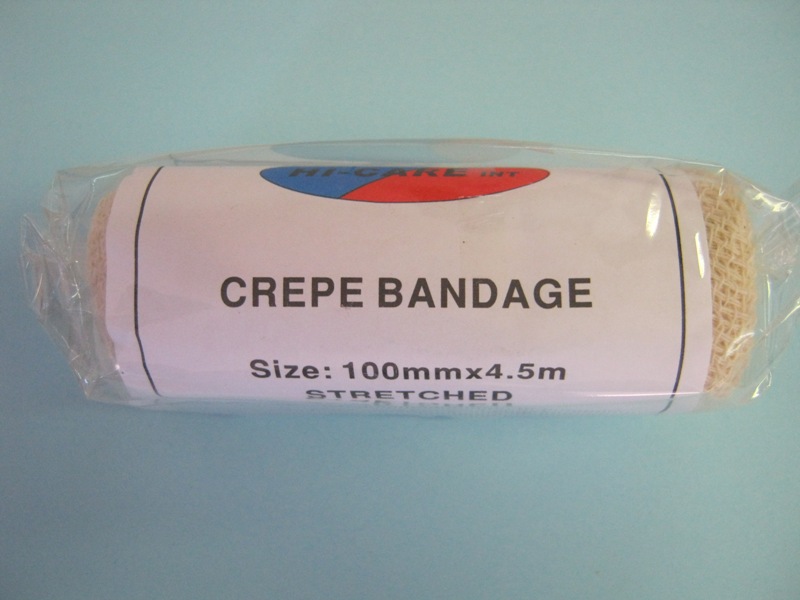 HI-CARE INT
CREPE BANDAGE
Size: 100mmx4.5m
STRETCHED